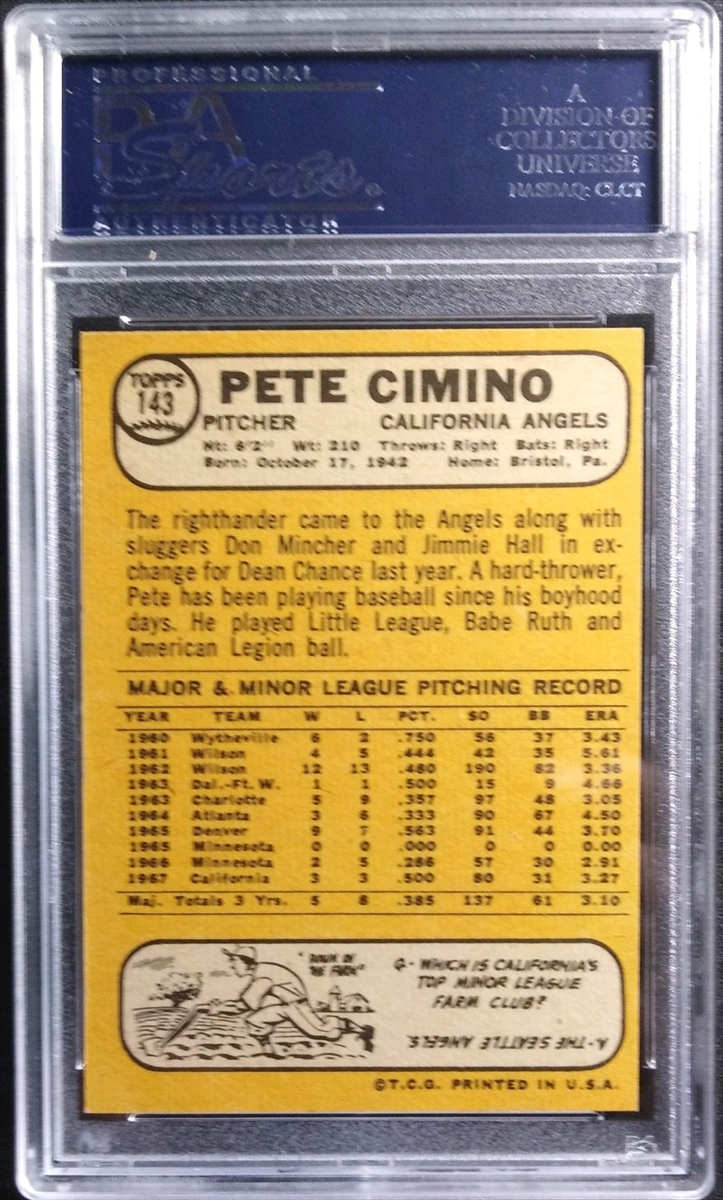 PROFESSIONAL
PSA
Sports
AUTHENTICATOR
A
DIVISION OF
COLLECTORS
UNIVERSE
NASDAQ: CLCT
TOPPS
143
PETE CIMINO
PITCHER CALIFORNIA ANGELS
Ht: 6'2" Wt: 210 Throws: Right Bats: Right
Born: October 17, 1942 Home: Bristol, Pa.
The righthander came to the Angels along with
sluggers Don Mincher and Jimmie Hall in ex-
change for Dean Chance last year. A hard-thrower,
Pete has been playing baseball since his boyhood
days. He played Little League, Babe Ruth and
American Legion ball.
MAJOR & MINOR LEAGUE PITCHING RECORD
YEAR TEAM W L PCT. SO BB ERA
1960 Wytheville 6 2 .750 56 37 3.43
1961 Wilson 4 5 .444 42 35 5.61
1962 Wilson 12 13 .480 190 82 3.36
1963 Dal.-Ft. W. 1 1 .500 15 9 4.66
1963 Charlotte 5 9 .357 97 48 3.05
1964 Atlanta 3 6 .333 90 67 4.50
1965 Denver 9 7 .563 91 44 3.70
1965 Minnesota 0 0 .000 0 0 0.00
1966 Minnesota 2 5 .286 57 30 2.91
1967 California 3 3 .500 80 31 3.27
Maj. Totals 3 Yrs. 5 8 .385 137 61 3.10
"DOWN ON
THE FARM"
Q- WHICH IS CALIFORNIA'S
TOP MINOR LEAGUE
FARM CLUB?
A-THE SEATTLE ANGELS.
©T.C.G. PRINTED IN U.S.A.